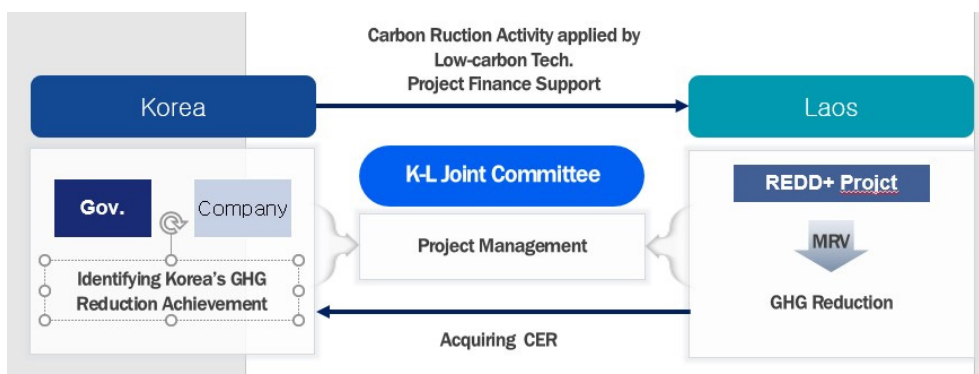 Carbon Ruction Activity applied by
Low-carbon Tech.
Project Finance Support
Korea
Laos
K-L Joint Committee
REDD+ Projct
Gov.
Company
Project Management
MRV
Identifying Korea's GHG
Reduction Achievement
GHG Reduction
Acquiring CER